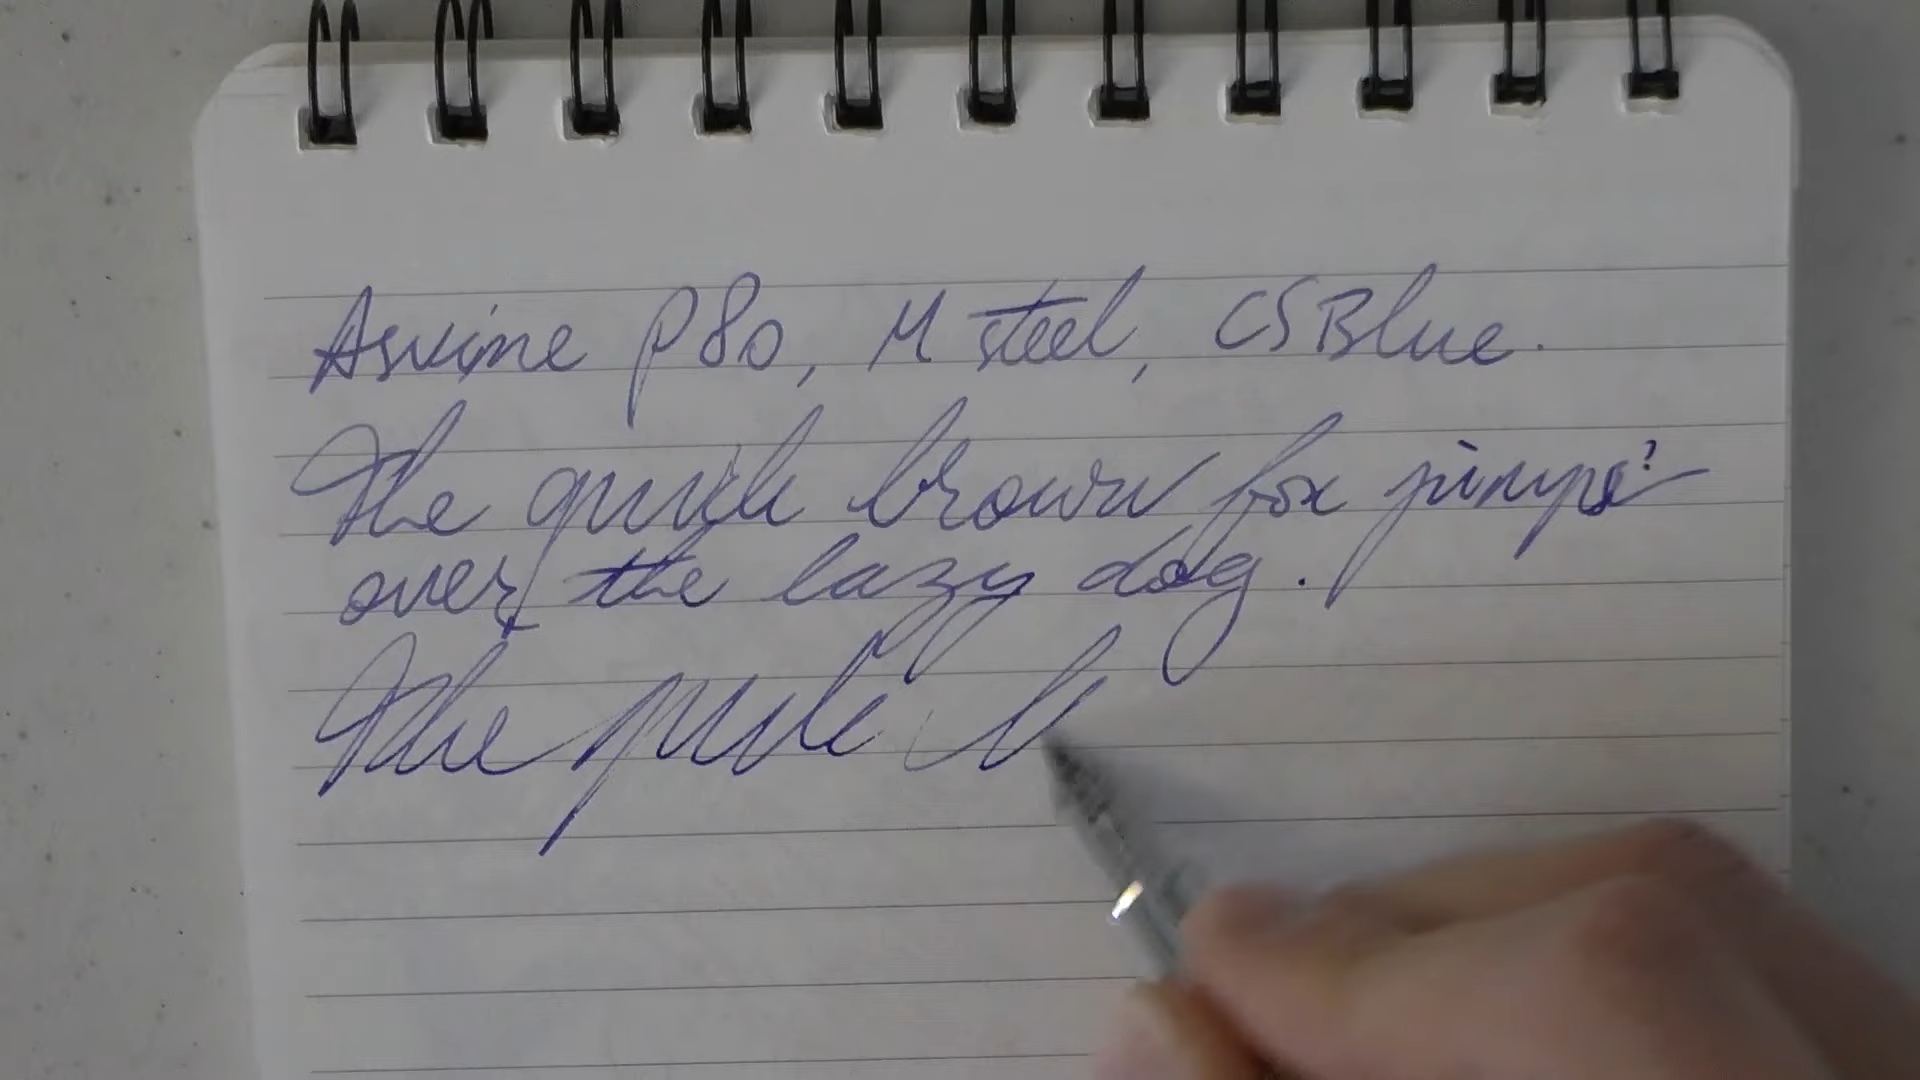 Asvine P80, M steel, CS Blue.
The quick brown fox jumps
over the lazy dog.
The quick b